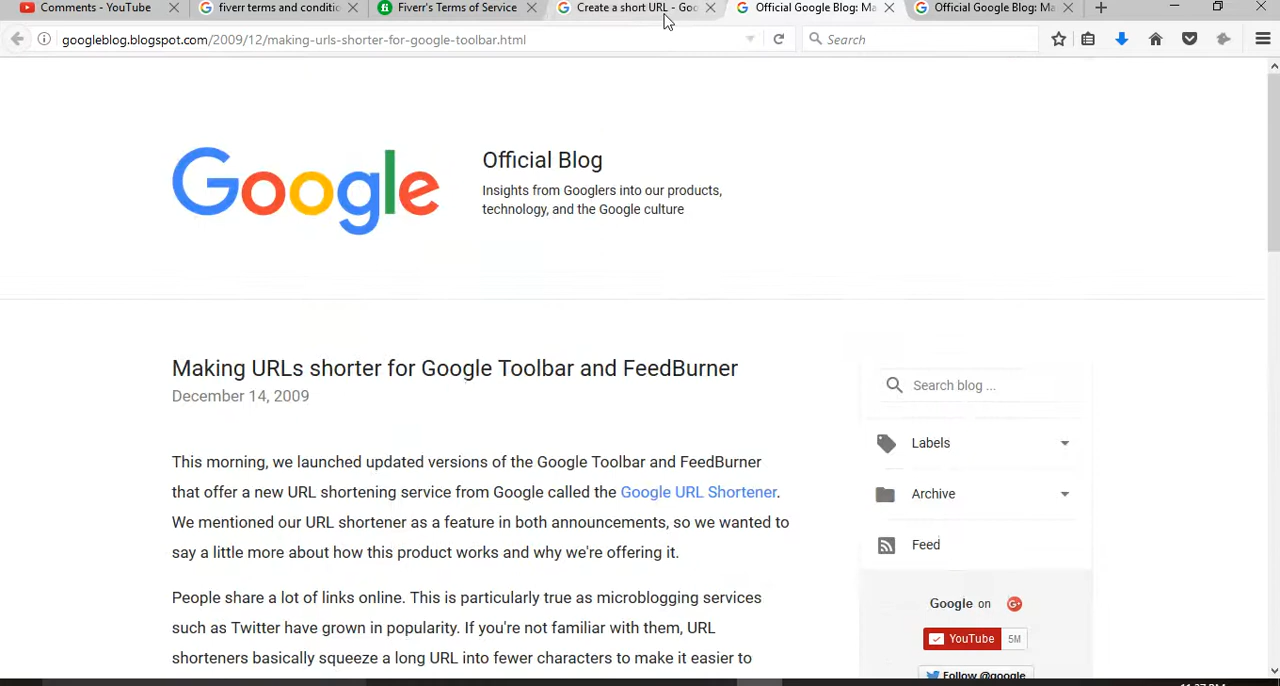 Comments - YouTube
fiverr terms and conditio
Fiverr's Terms of Service
Create a short URL - Goo
Official Google Blog: Ma
Official Google Blog: Ma
googleblog.blogspot.com/2009/12/making-urls-shorter-for-google-toolbar.html
Search
Google
Official Blog
Insights from Googlers into our products,
technology, and the Google culture
Making URLs shorter for Google Toolbar and FeedBurner
December 14, 2009
This morning, we launched updated versions of the Google Toolbar and FeedBurner
that offer a new URL shortening service from Google called the Google URL Shortener.
We mentioned our URL shortener as a feature in both announcements, so we wanted to
say a little more about how this product works and why we're offering it.
People share a lot of links online. This is particularly true as microblogging services
such as Twitter have grown in popularity. If you're not familiar with them, URL
shorteners basically squeeze a long URL into fewer characters to make it easier to
Search blog ...
Labels
Archive
Feed
Google on G+
YouTube 5M
Follow @google